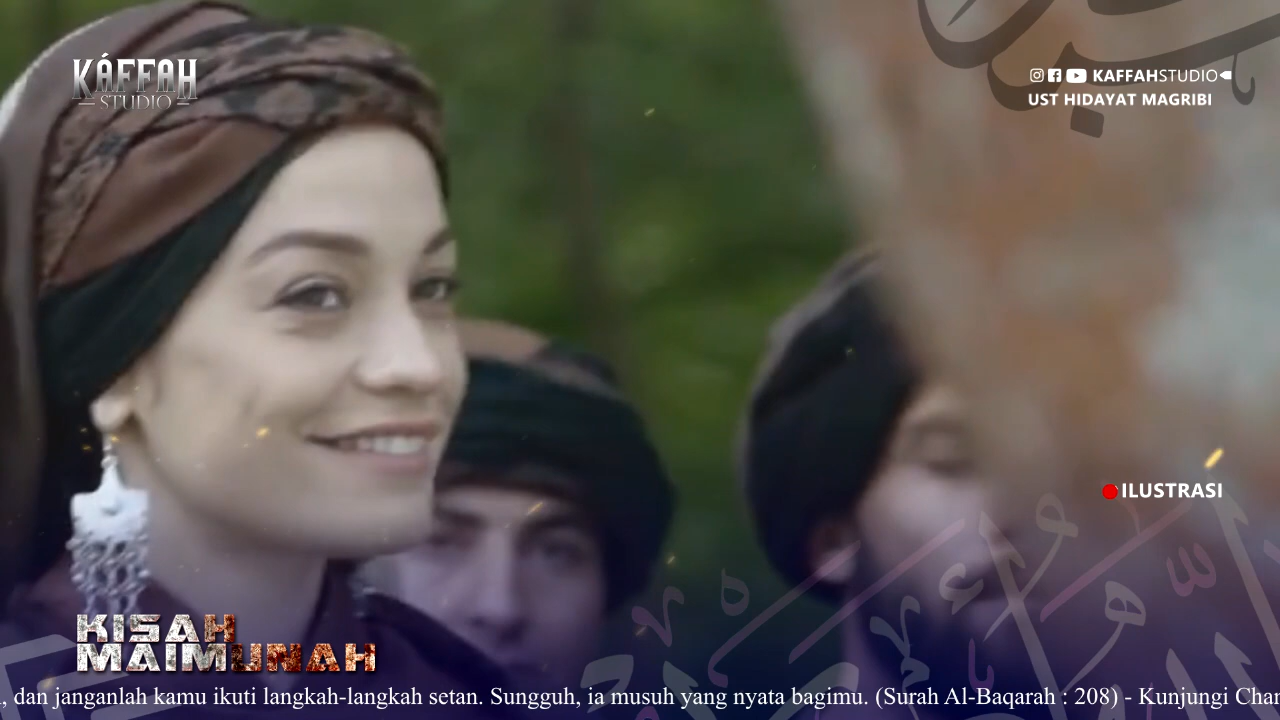 KÁFFAH
STUDIO
KAFFAHSTUDIO
UST HIDAYAT MAGRIBI
ILUSTRASI
KISAH
MAIMUNAH
, dan janganlah kamu ikuti langkah-langkah setan. Sungguh, ia musuh yang nyata bagimu. (Surah Al-Baqarah : 208) - Kunjungi